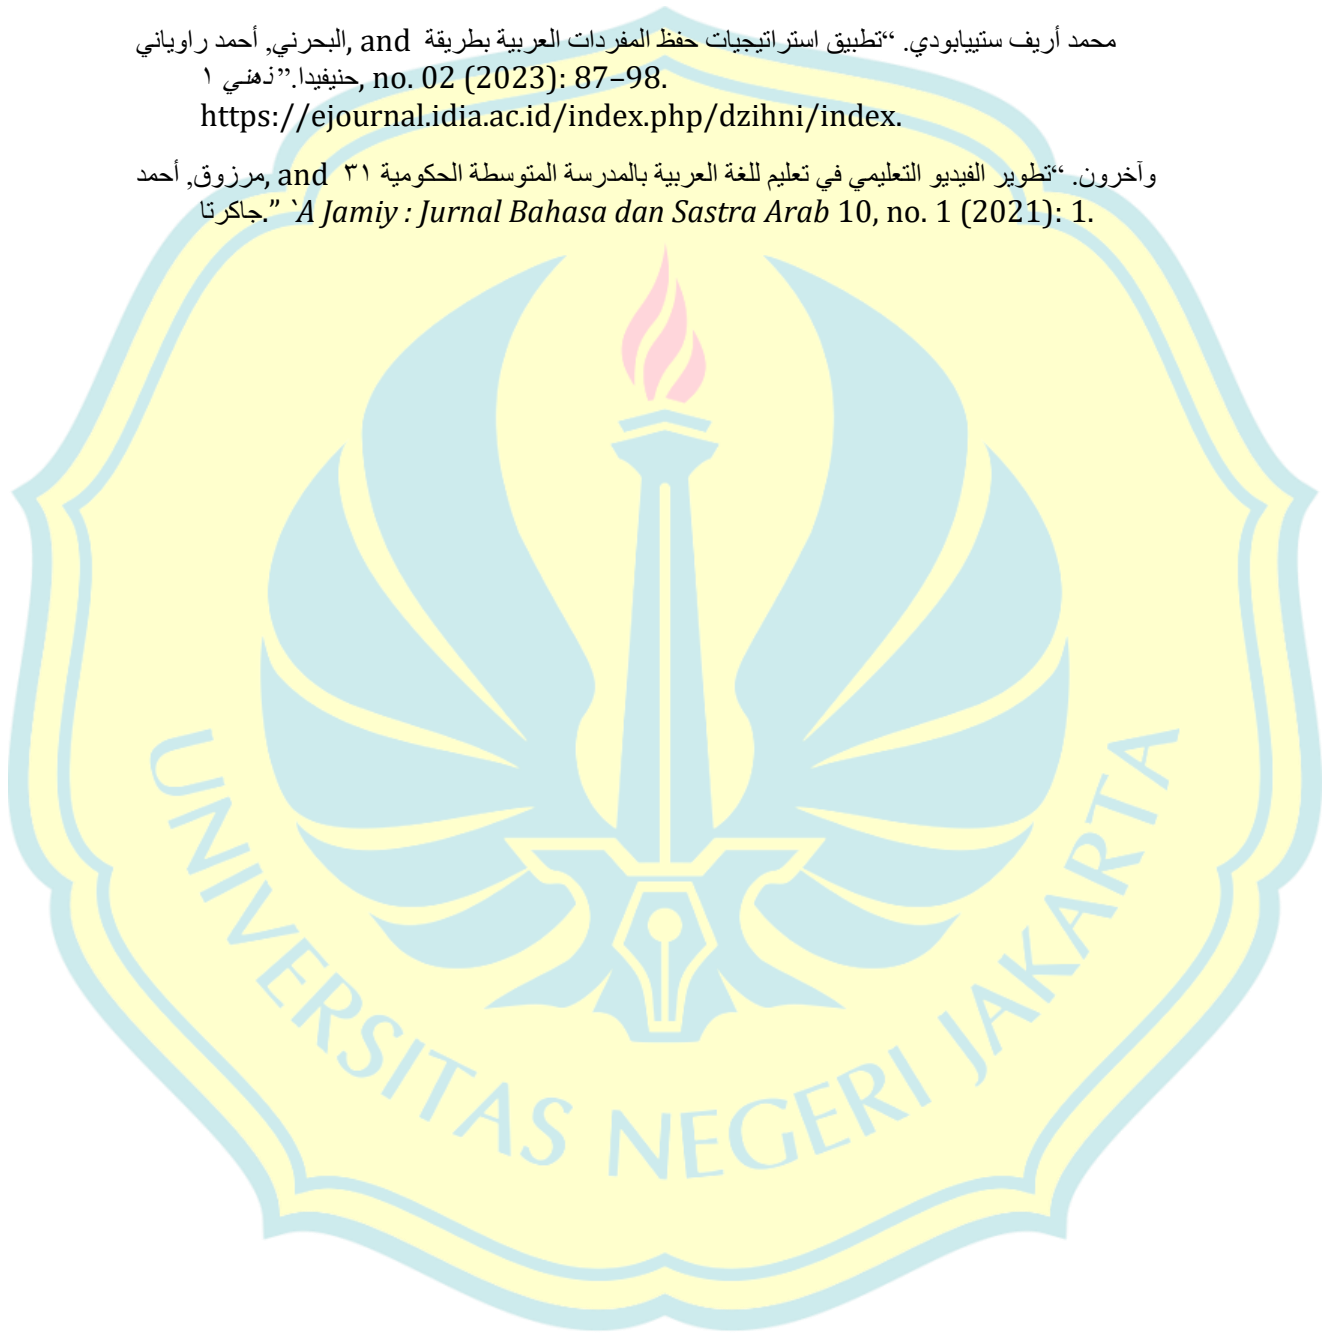 محمد أريف ستييابودي. “تطبيق استراتيجيات حفظ المفردات العربية بطريقة and ,البحرني, أحمد راوياني
حنيفيدا.” ذهني ١, no. 02 (2023): 87–98.
https://ejournal.idia.ac.id/index.php/dzihni/index.
وآخرون. “تطوير الفيديو التعليمي في تعليم للغة العربية بالمدرسة المتوسطة الحكومية ٣١ and ,مرزوق, أحمد
جاكرتا.” `A Jamiy : Jurnal Bahasa dan Sastra Arab 10, no. 1 (2021): 1.
UNIVERSITAS NEGERI JAKARTA